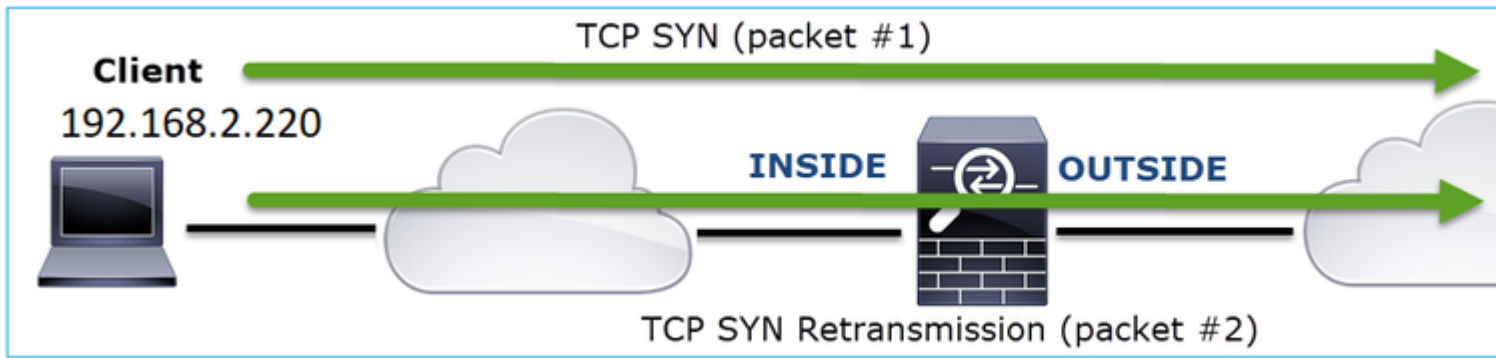 TCP SYN (packet #1)
Client
192.168.2.220
INSIDE
OUTSIDE
TCP SYN Retransmission (packet #2)